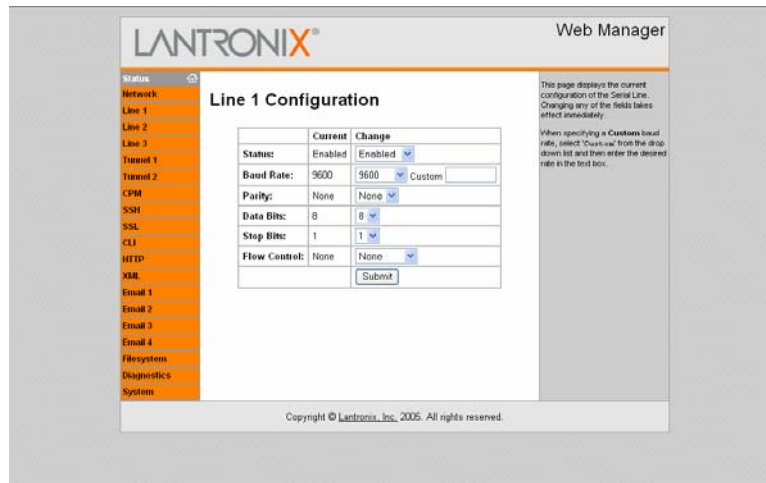 LANTRONIX®
Web Manager
Status
Network
Line 1
Line 2
Line 3
Tunnel 1
Tunnel 2
CPM
SSH
SSL
CLI
HTTP
XML
Email 1
Email 2
Email 3
Email 4
Filesystem
Diagnostics
System
Line 1 Configuration
Current Change
Status: Enabled Enabled
Baud Rate: 9600 9600 Custom
Parity: None None
Data Bits: 8 8
Stop Bits: 1 1
Flow Control: None None
Submit
This page displays the current
configuration of the Serial Line.
Changing any of the fields takes
effect immediately.
When specifying a Custom baud
rate, select 'Custom' from the drop
down list and then enter the desired
rate in the text box.
Copyright © Lantronix, Inc. 2005. All rights reserved.